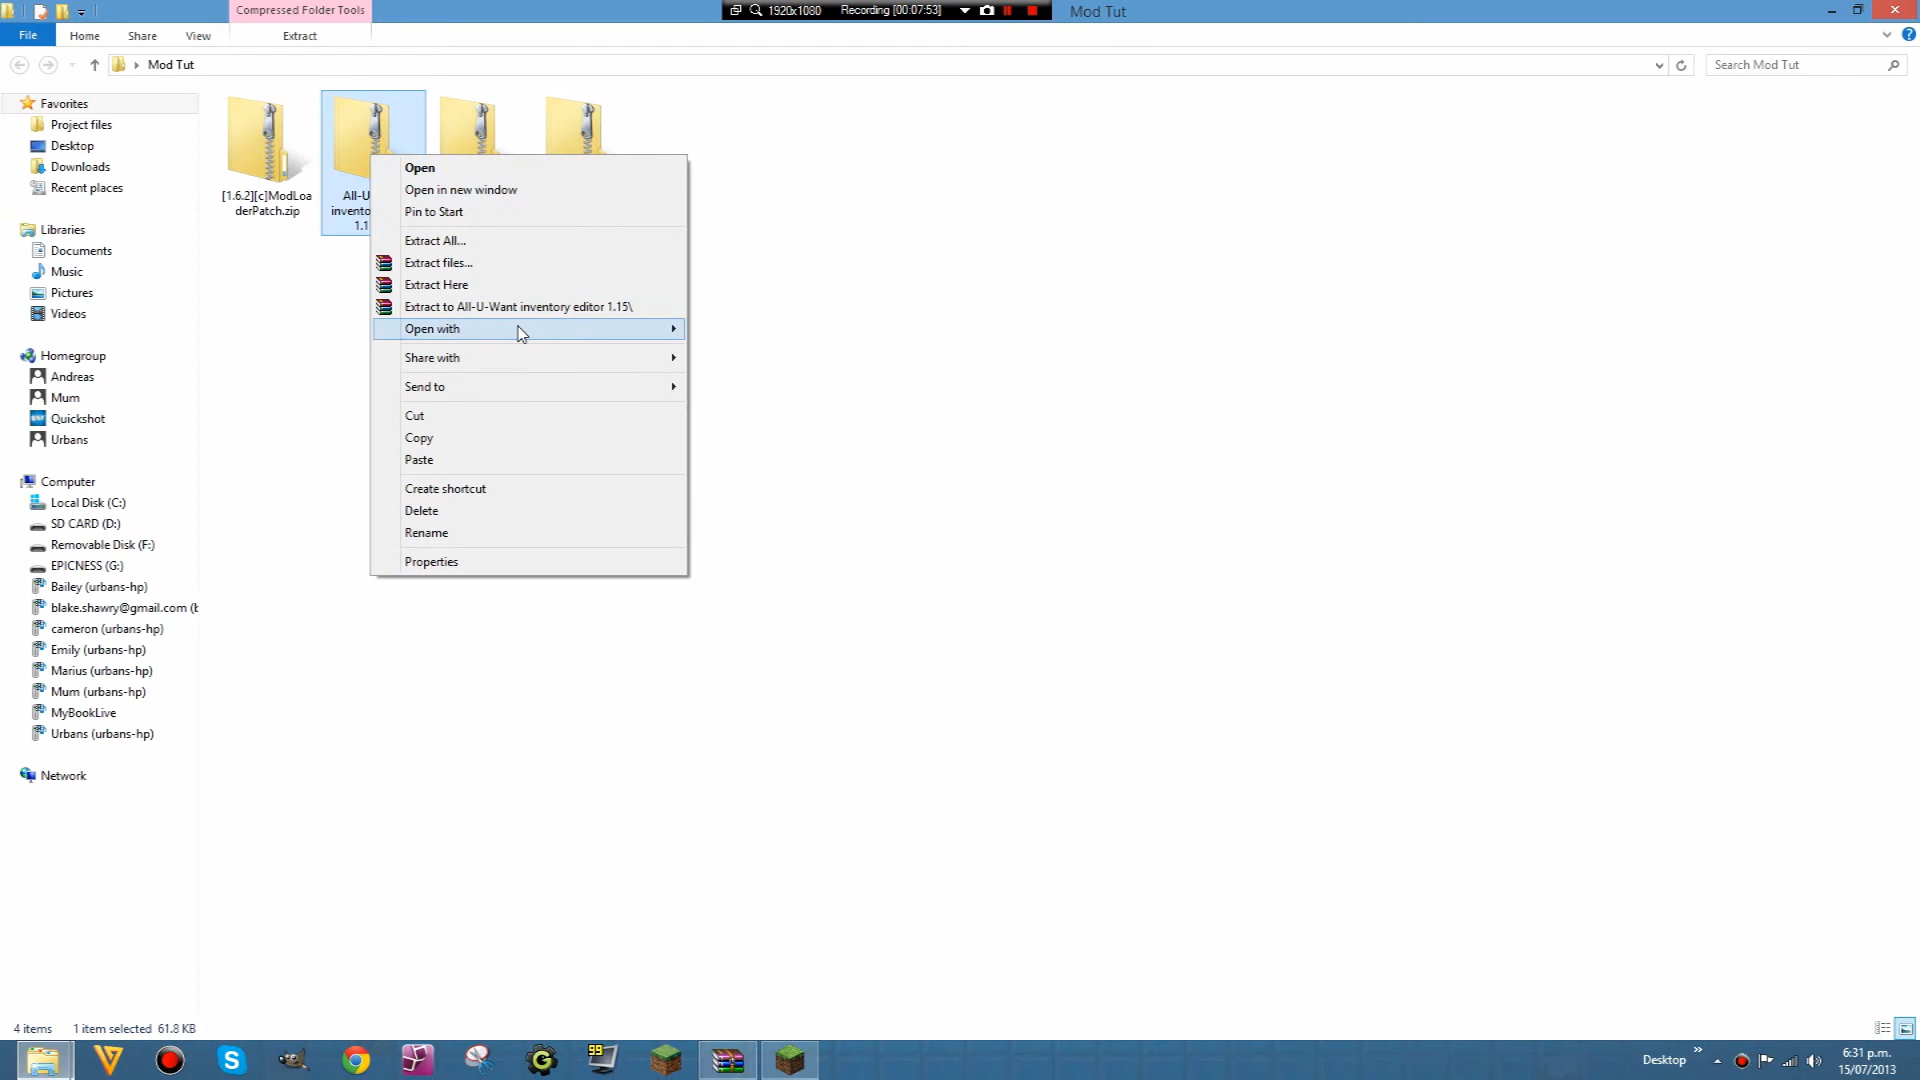 Compressed Folder Tools
1920x1080
Recording [00:07:53]
Mod Tut
File
Home
Share
View
Extract
Mod Tut
Search Mod Tut
Favorites
Project files
Desktop
Downloads
Recent places
Libraries
Documents
Music
Pictures
Videos
Homegroup
Andreas
Mum
Quickshot
Urbans
Computer
Local Disk (C:)
SD CARD (D:)
Removable Disk (F:)
EPICNESS (G:)
Bailey (urbans-hp)
blake.shawry@gmail.com (b
cameron (urbans-hp)
Emily (urbans-hp)
Marius (urbans-hp)
Mum (urbans-hp)
MyBookLive
Urbans (urbans-hp)
Network
[1.6.2][c]ModLoa
derPatch.zip
All-U
invento
1.1
Open
Open in new window
Pin to Start
Extract All...
Extract files...
Extract Here
Extract to All-U-Want inventory editor 1.15\
Open with
Share with
Send to
Cut
Copy
Paste
Create shortcut
Delete
Rename
Properties
4 items
1 item selected 61.8 KB
99
Desktop
6:31 p.m.
15/07/2013